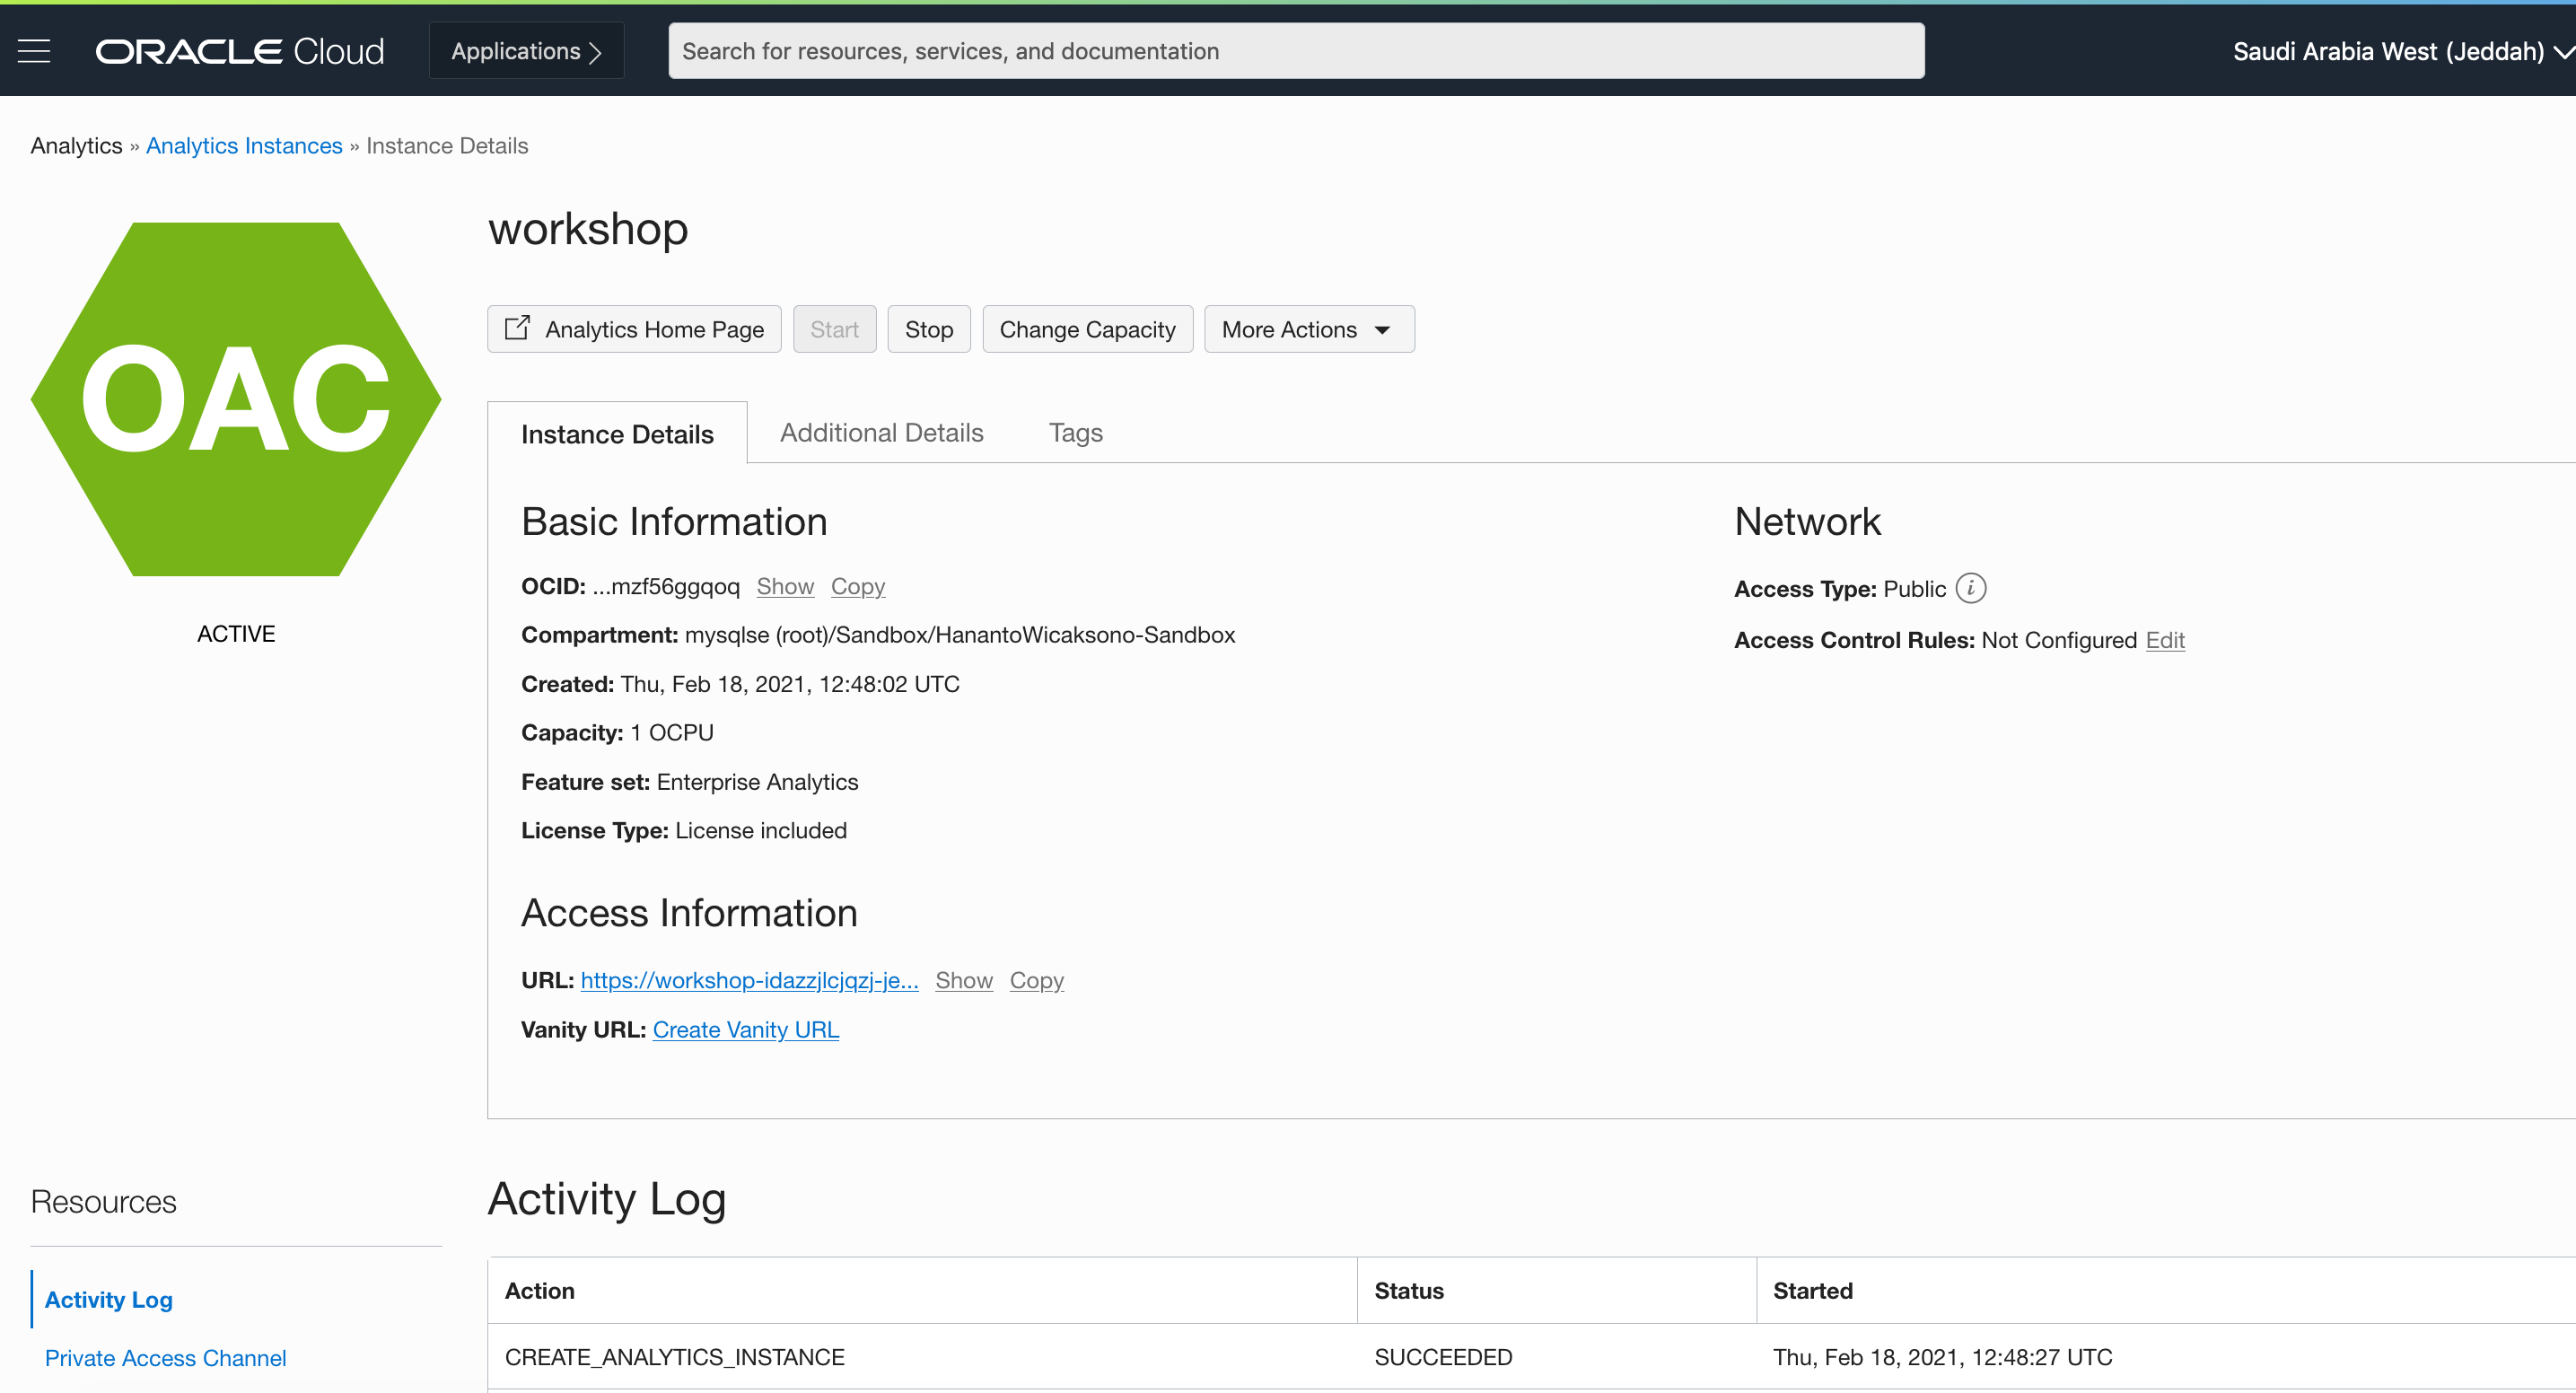 ORACLE Cloud
Applications
Search for resources, services, and documentation
Saudi Arabia West (Jeddah)
Analytics » Analytics Instances » Instance Details
OAC
ACTIVE
workshop
Analytics Home Page
Start
Stop
Change Capacity
More Actions
Instance Details
Additional Details
Tags
Basic Information
OCID: ...mzf56ggqoq Show Copy
Compartment: mysqlse (root)/Sandbox/HanantoWicaksono-Sandbox
Created: Thu, Feb 18, 2021, 12:48:02 UTC
Capacity: 1 OCPU
Feature set: Enterprise Analytics
License Type: License included
Network
Access Type: Public i
Access Control Rules: Not Configured Edit
Access Information
URL: https://workshop-idazzjlcjqzj-je... Show Copy
Vanity URL: Create Vanity URL
Resources
Activity Log
Private Access Channel
Activity Log
Action Status Started
CREATE_ANALYTICS_INSTANCE SUCCEEDED Thu, Feb 18, 2021, 12:48:27 UTC